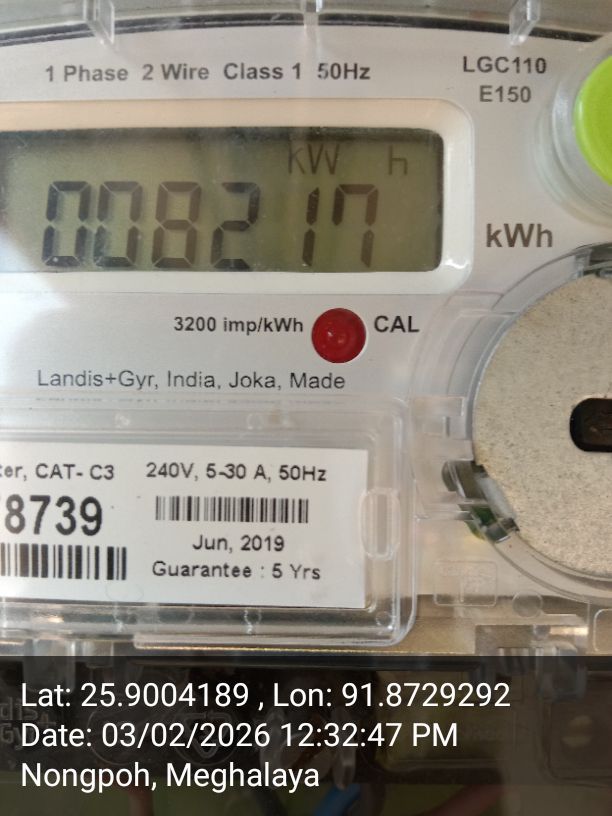 1 Phase 2 Wire Class 1 50Hz
LGC110
E150
kW h
008217
kWh
3200 imp/kWh
CAL
Landis+Gyr, India, Joka, Made
ter, CAT- C3
240V, 5-30 A, 50Hz
8739
Jun, 2019
Guarantee : 5 Yrs
Lat: 25.9004189 , Lon: 91.8729292
Date: 03/02/2026 12:32:47 PM
Nongpoh, Meghalaya